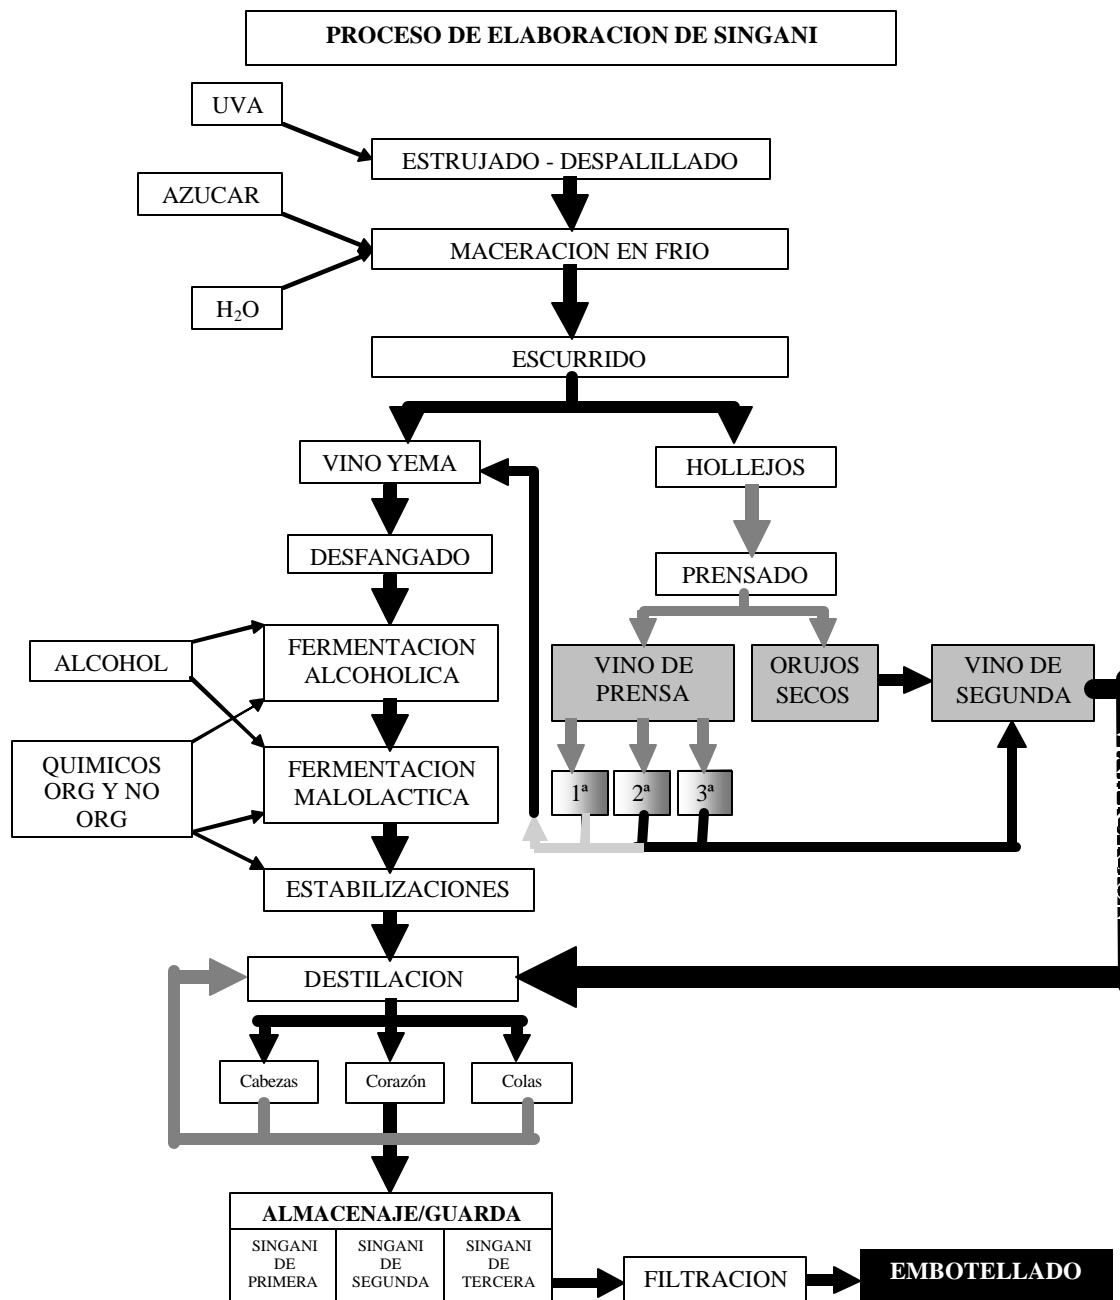 PROCESO DE ELABORACION DE SINGANI
UVA
ESTRUJADO - DESPALILLADO
AZUCAR
MACERACION EN FRIO
H₂O
ESCURRIDO
VINO YEMA
HOLLEJOS
DESFANGADO
PRENSADO
ALCOHOL
FERMENTACION
ALCOHOLICA
VINO DE
PRENSA
ORUJOS
SECOS
VINO DE
SEGUNDA
QUIMICOS
ORG Y NO
ORG
FERMENTACION
MALOLACTICA
1ª
2ª
3ª
ESTABILIZACIONES
DESTILACION
Cabezas
Corazón
Colas
ALMACENAJE/GUARDA
SINGANI
DE
PRIMERA
SINGANI
DE
SEGUNDA
SINGANI
DE
TERCERA
FILTRACION
EMBOTELLADO